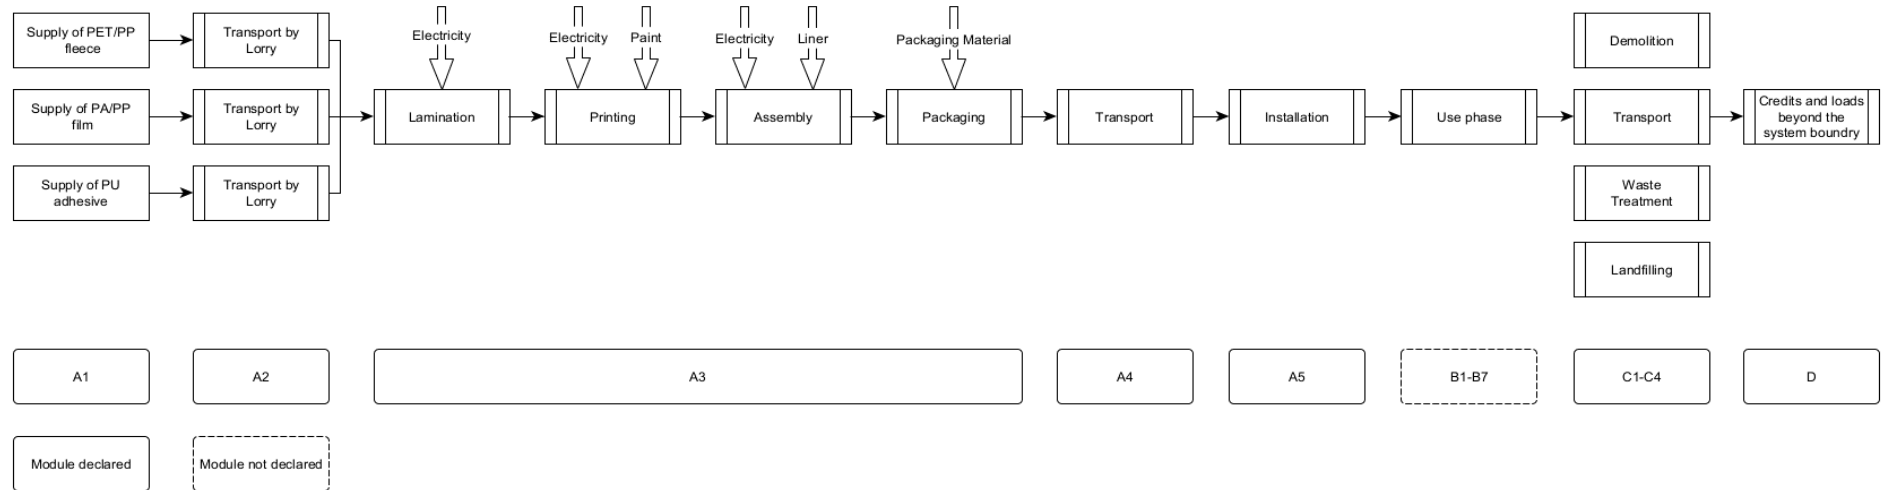 Supply of PET/PP
fleece
Transport by
Lorry
Electricity
Electricity
Paint
Electricity
Liner
Packaging Material
Demolition
Supply of PA/PP
film
Transport by
Lorry
Lamination
Printing
Assembly
Packaging
Transport
Installation
Use phase
Transport
Credits and loads
beyond the
system boundry
Supply of PU
adhesive
Transport by
Lorry
Waste
Treatment
Landfilling
A1
A2
A3
A4
A5
B1-B7
C1-C4
D
Module declared
Module not declared